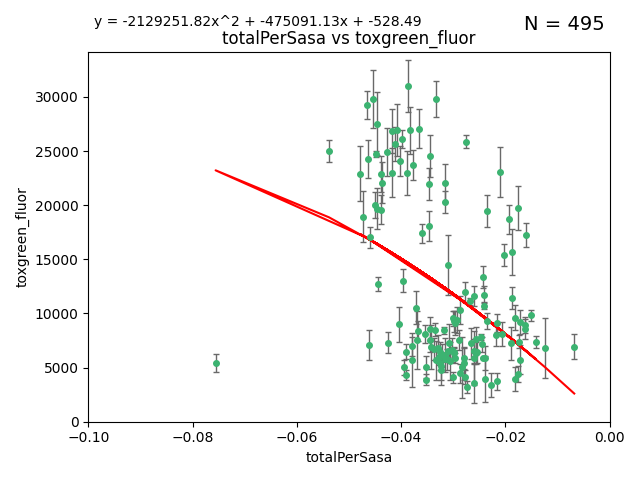 y = -2129251.82x^2 + -475091.13x + -528.49
N = 495
totalPerSasa vs toxgreen_fluor
toxgreen_fluor
30000
25000
20000
15000
10000
5000
0
−0.10 −0.08 −0.06 −0.04 −0.02 0.00
totalPerSasa